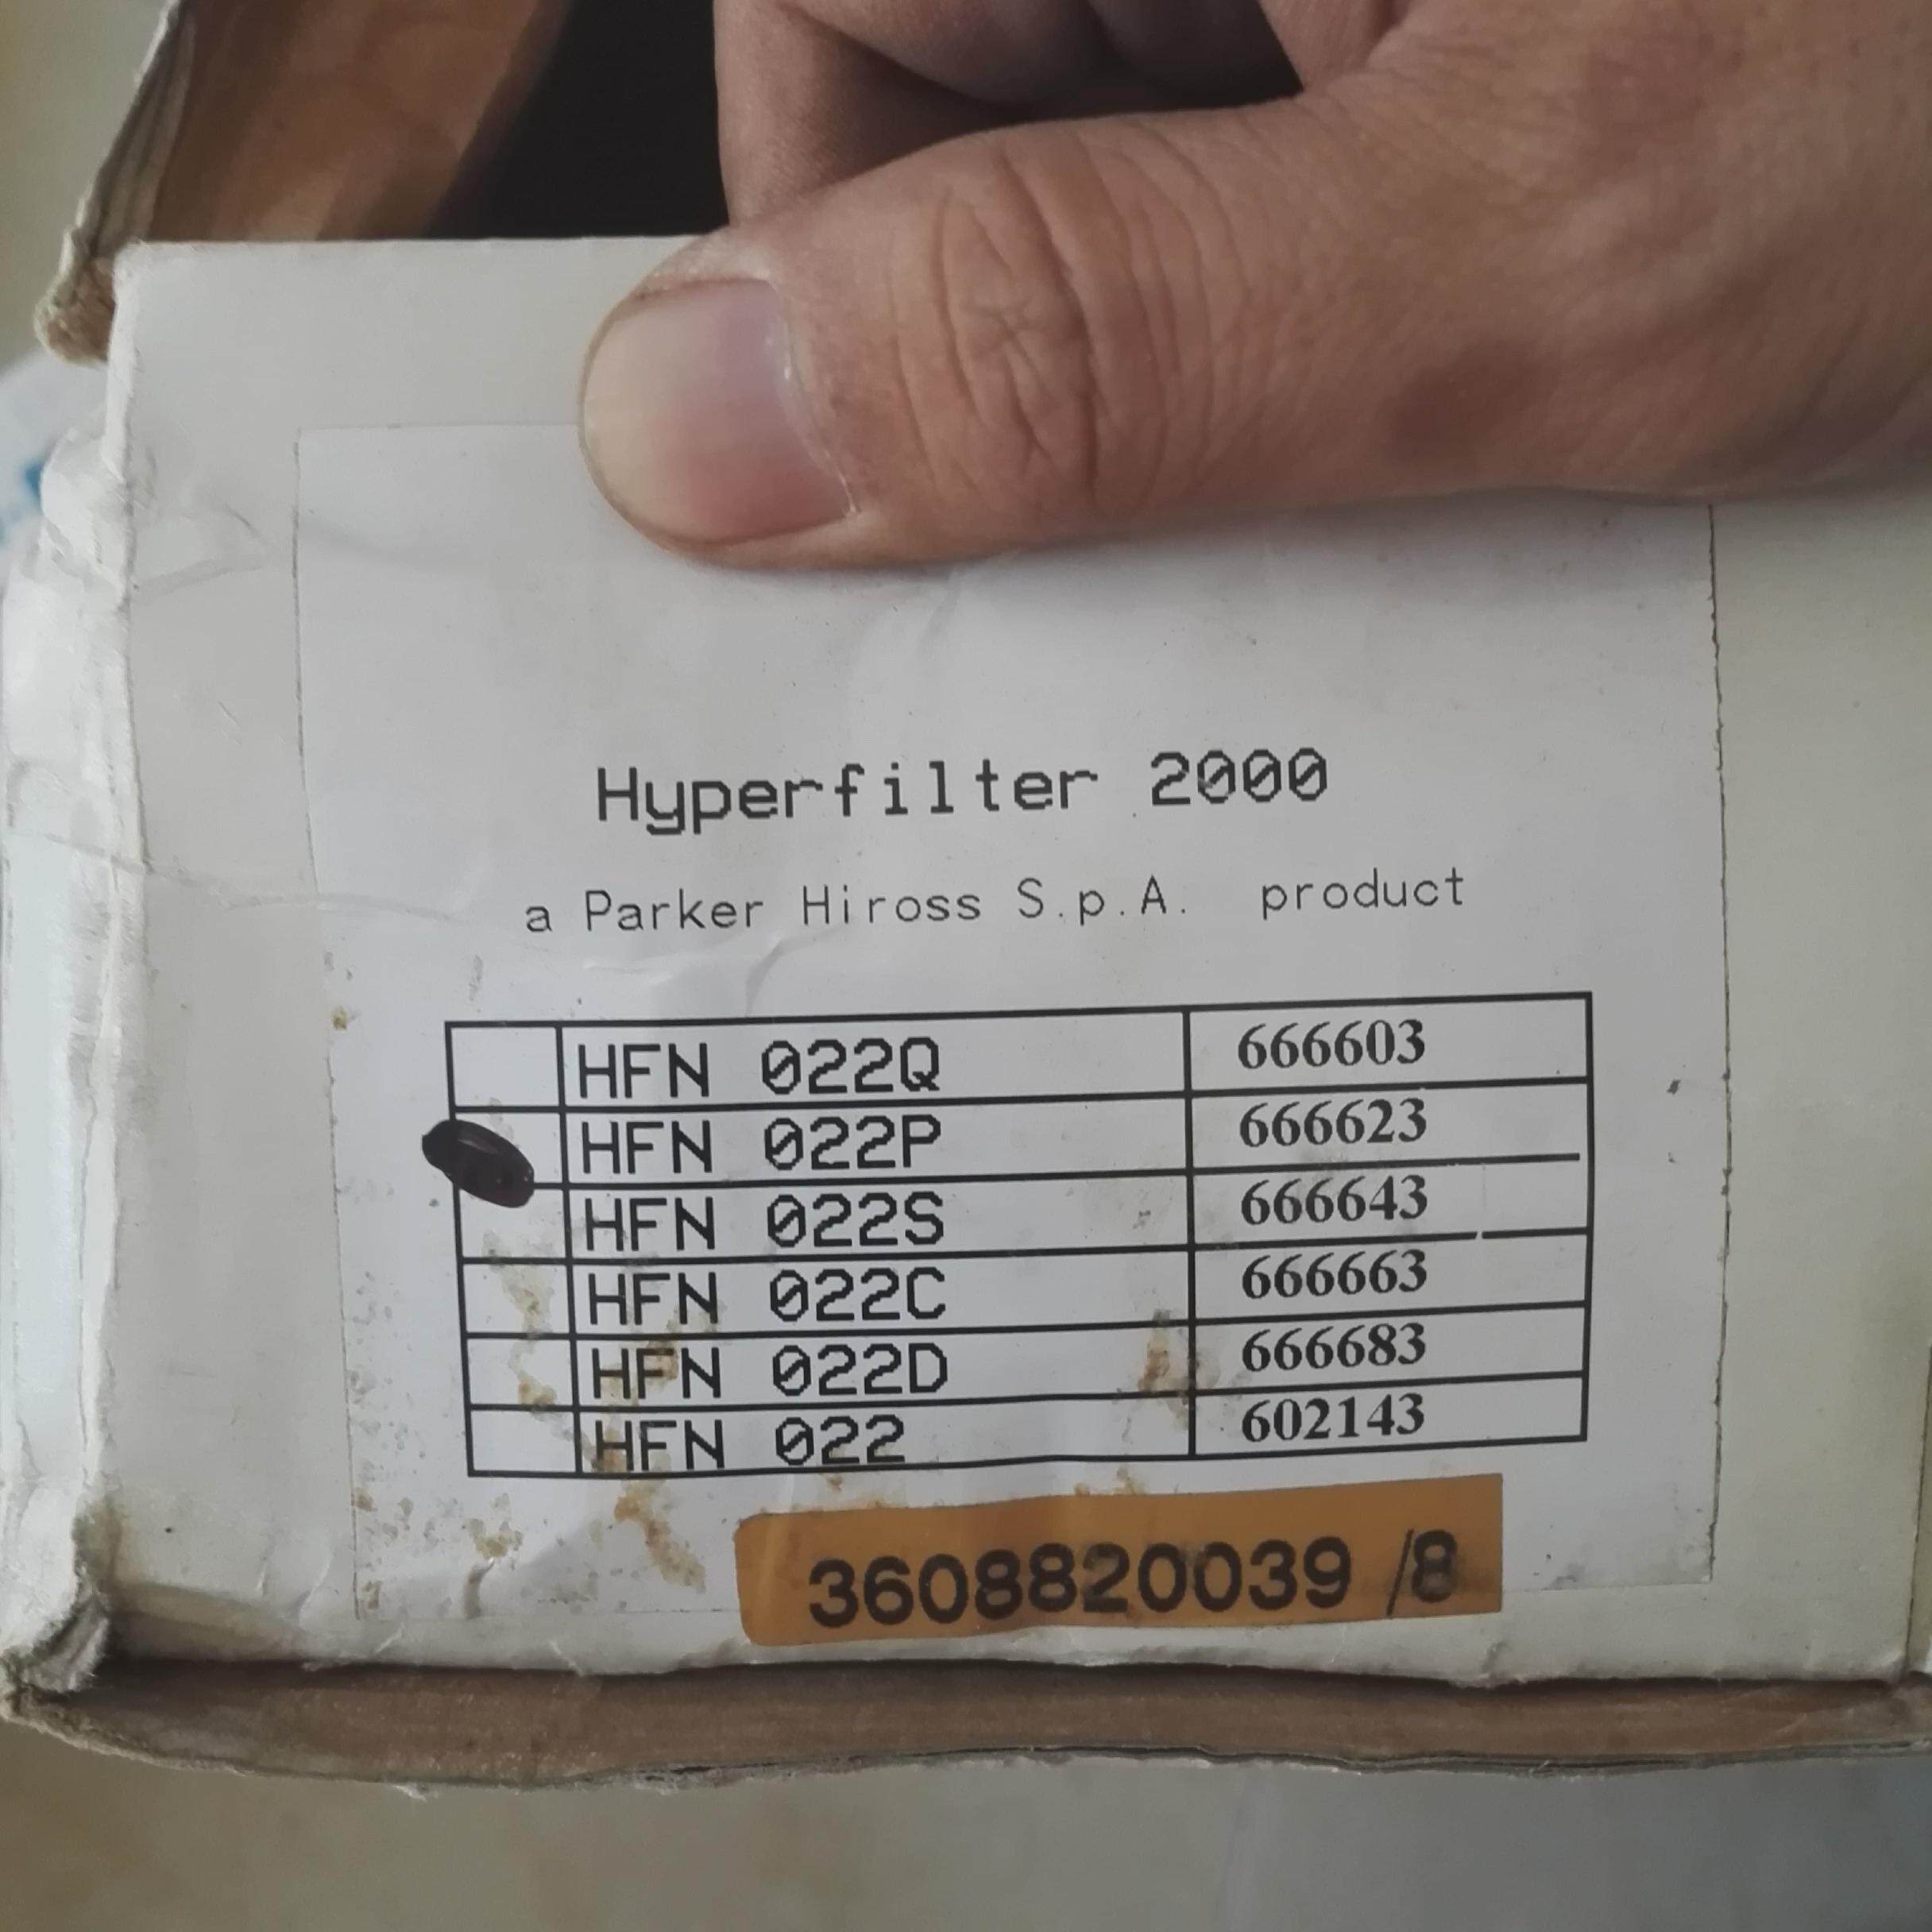 Hyperfilter 2000
a Parker Hiross S.p.A. product
HFN 022Q 666603
HFN 022P 666623
HFN 022S 666643
HFN 022C 666663
HFN 022D 666683
HFN 022 602143
3608820039 /8